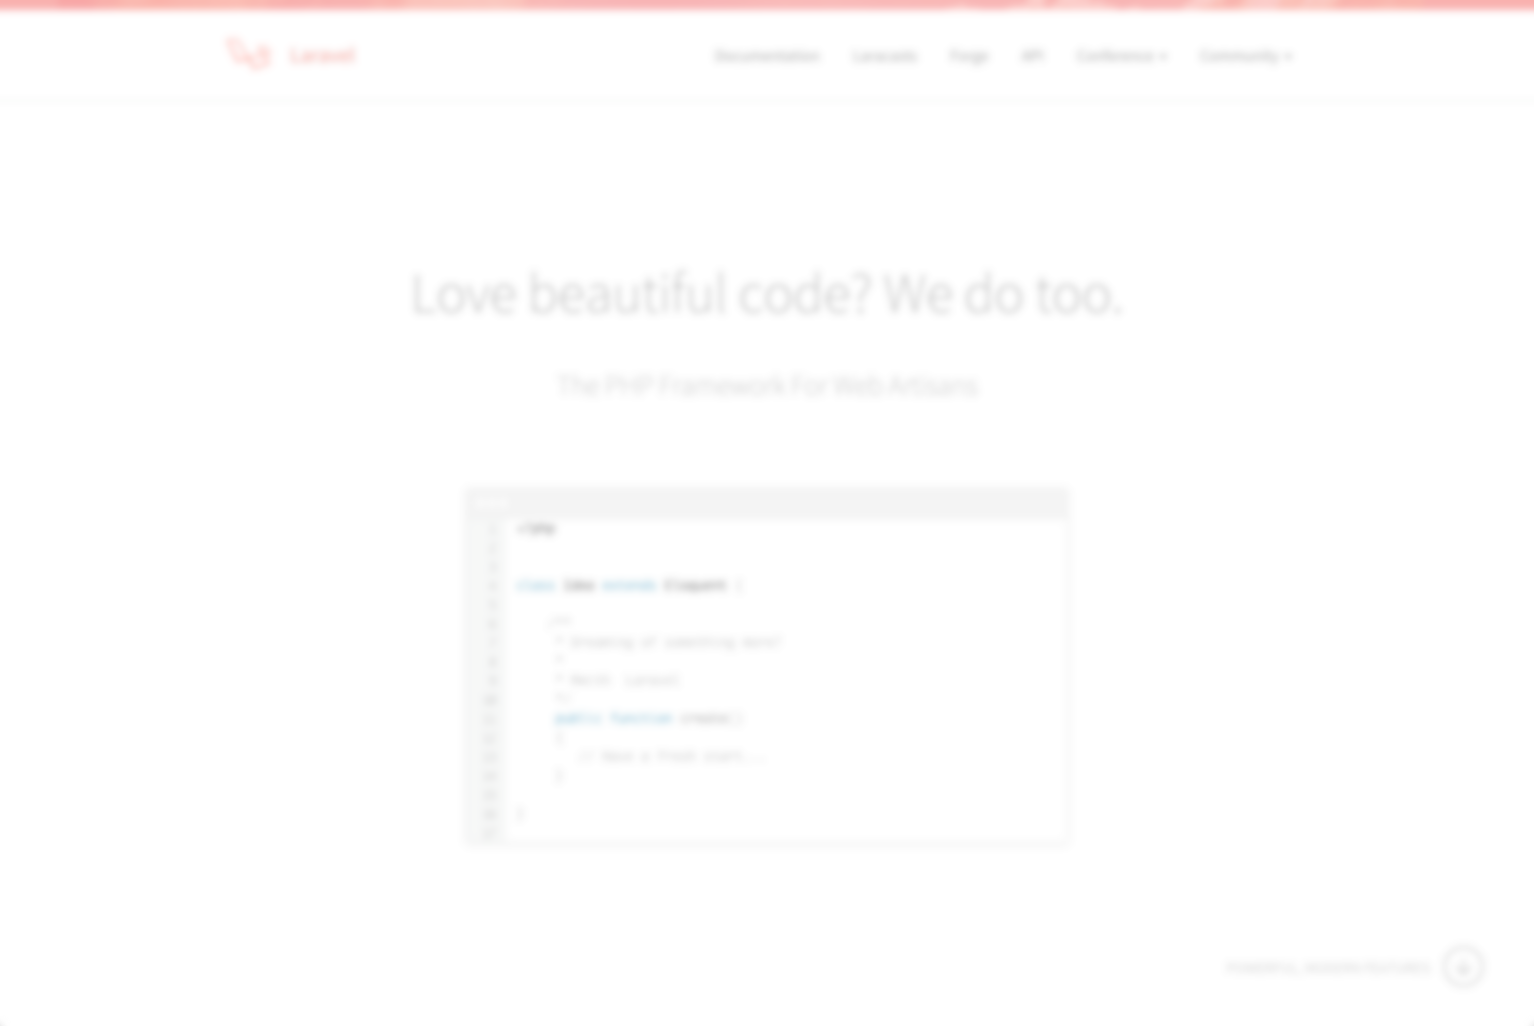 Laravel
Documentation Laracasts Forge API Conference Community
Love beautiful code? We do too.
The PHP Framework For Web Artisans
<?php
class Idea extends Eloquent {
/**
* Dreaming of something more?
*
* With Laravel
*/
public function create()
{
// Have a fresh start...
}
}